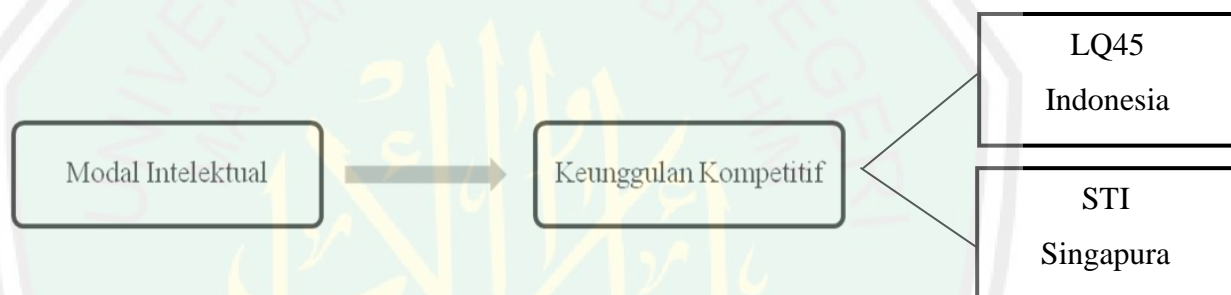 Modal Intelektual
Keunggulan Kompetitif
LQ45
Indonesia
STI
Singapura